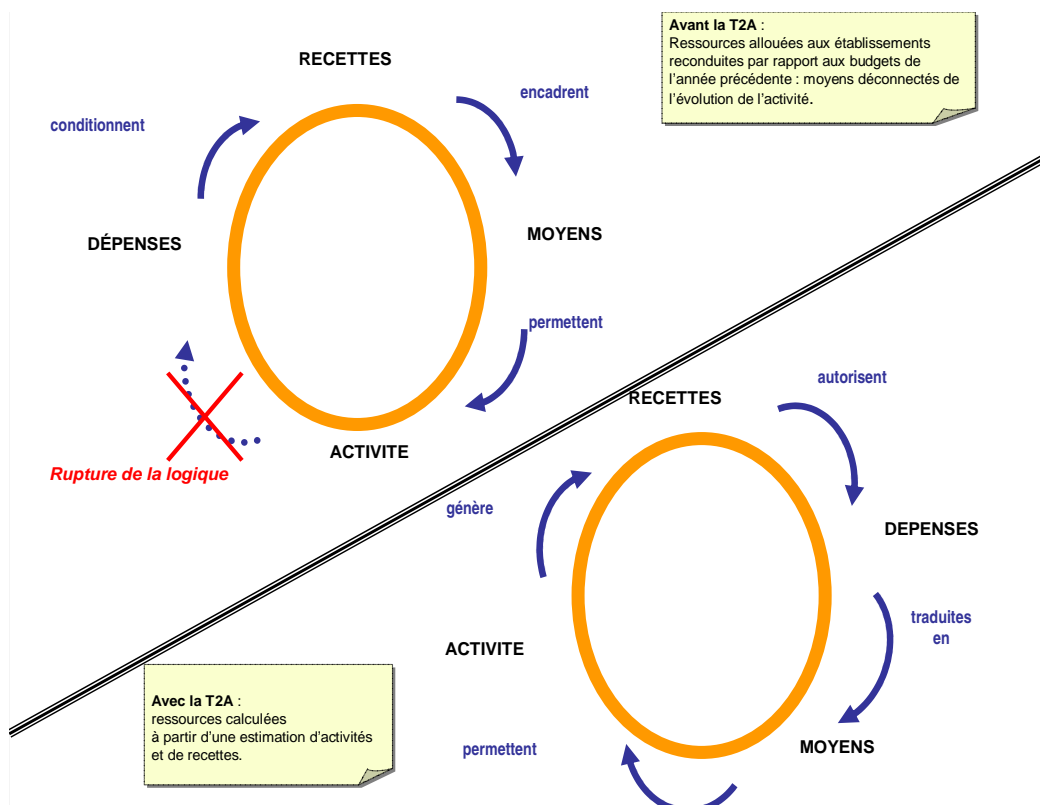 Avant la T2A :
Ressources allouées aux établissements
reconduites par rapport aux budgets de
l'année précédente : moyens déconnectés de
l'évolution de l'activité.
RECETTES
encadrent
conditionnent
DÉPENSES
MOYENS
permettent
ACTIVITE
Rupture de la logique
RECETTES
autorisent
génère
DEPENSES
traduites
en
ACTIVITE
MOYENS
permettent
Avec la T2A :
ressources calculées
à partir d'une estimation d'activités
et de recettes.